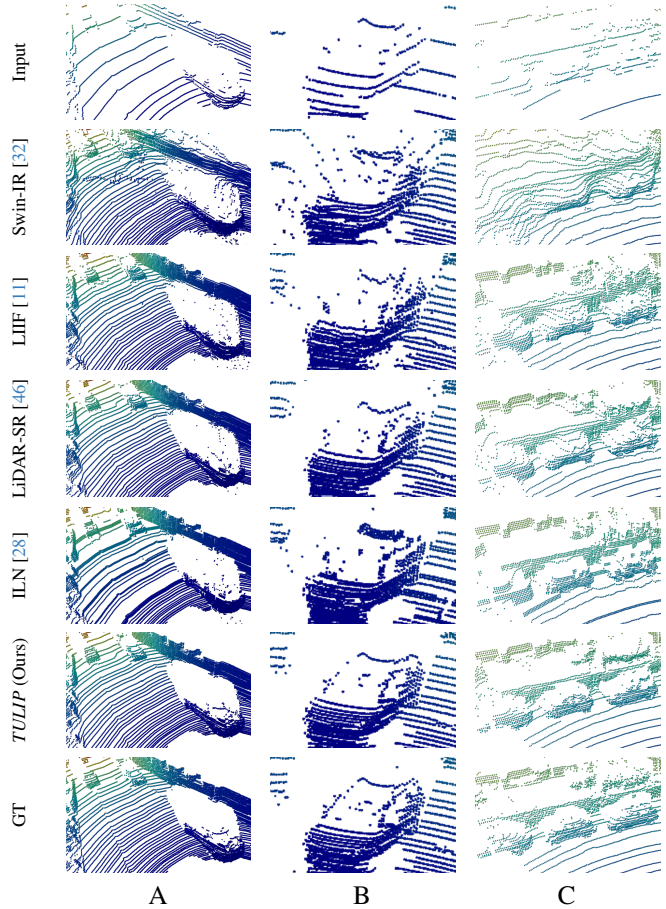 Input
Swin-IR [32]
LIIF [11]
LiDAR-SR [46]
ILN [28]
TULIP (Ours)
GT
A B C